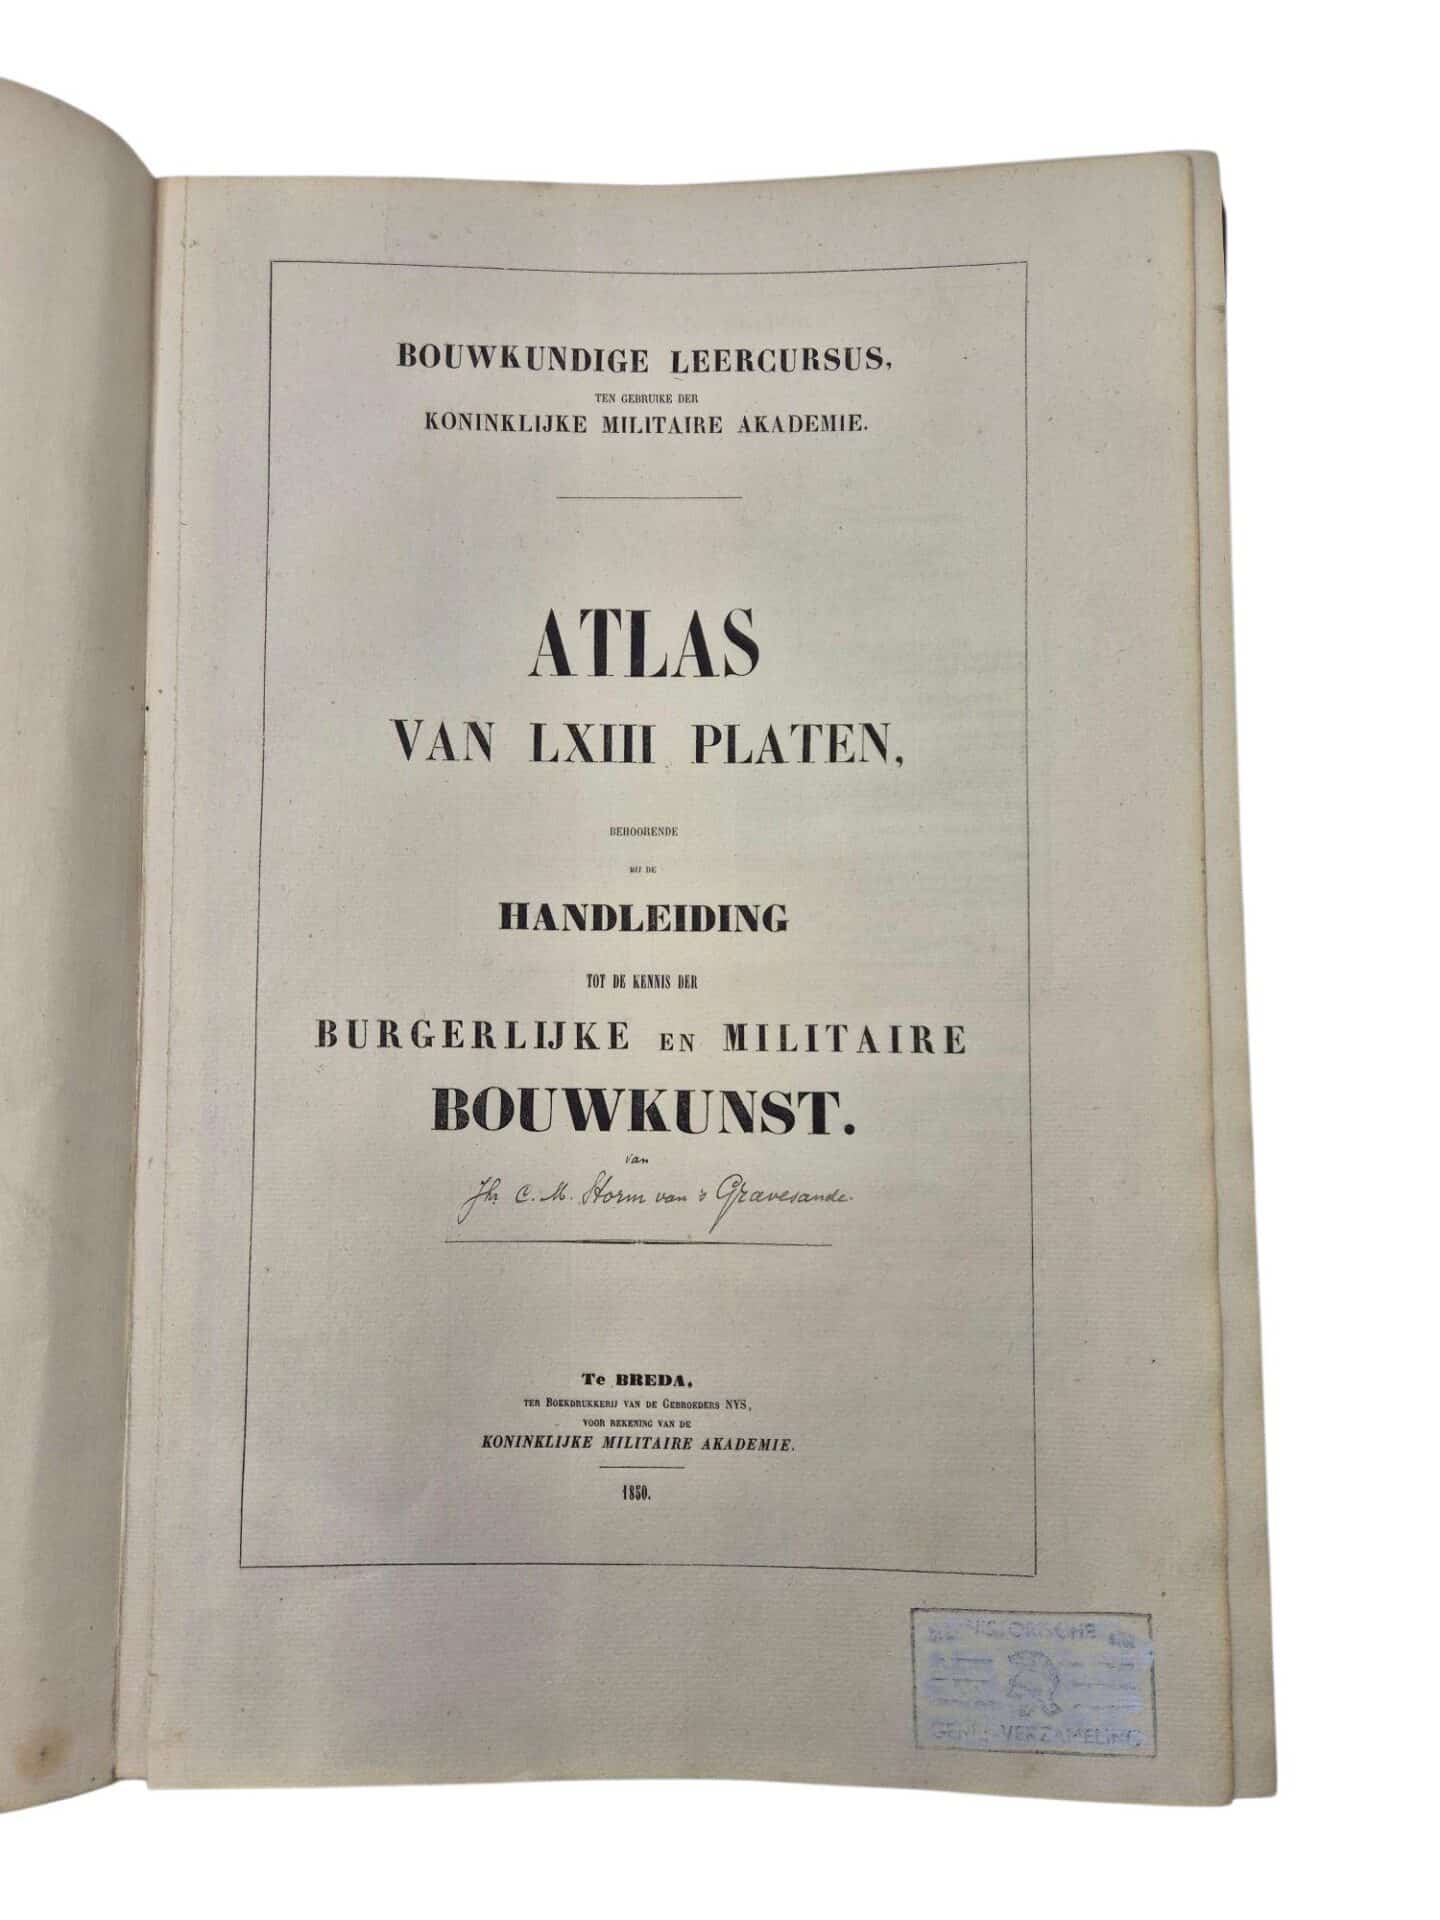 BOUWKUNDIGE LEERCURSUS,
TEN GEBRUIKE DER
KONINKLIJKE MILITAIRE AKADEMIE.
ATLAS
VAN LXIII PLATEN,
BEHOORENDE
BIJ DE
HANDLEIDING
TOT DE KENNIS DER
BURGERLIJKE EN MILITAIRE
BOUWKUNST.
van
Jhr C. M. Storm van 's Gravesande.
Te BREDA,
TER BOEKDRUKKERIJ VAN DE GEBROEDERS NYS,
VOOR REKENING VAN DE
KONINKLIJKE MILITAIRE AKADEMIE.
1850.
HISTORISCHE
GENIE-VERZAMELING